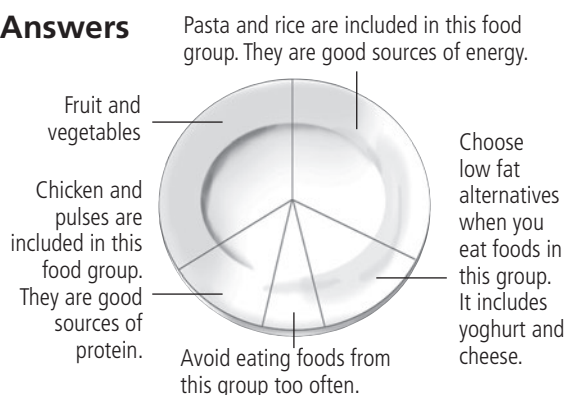 Answers
Pasta and rice are included in this food
group. They are good sources of energy.
Fruit and
vegetables
Chicken and
pulses are
included in this
food group.
They are good
sources of
protein.
Choose
low fat
alternatives
when you
eat foods in
this group.
It includes
yoghurt and
cheese.
Avoid eating foods from
this group too often.